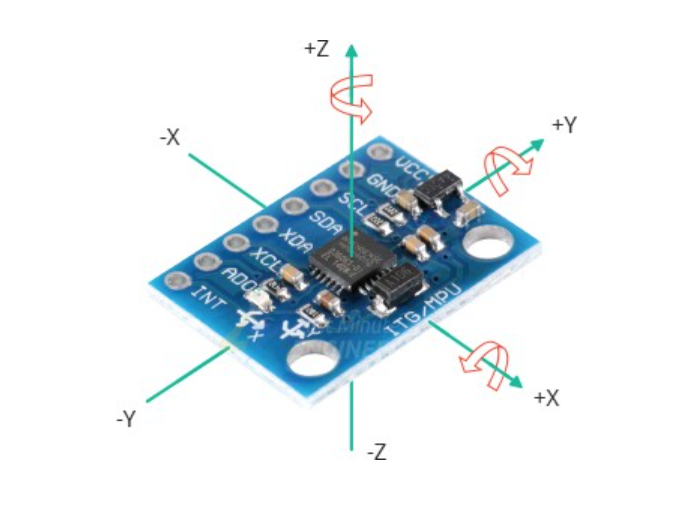 +Z
+Y
-X
VCC
GND
SCL
SDA
XDA
XCL
ADO
INT
ITG/MPU
X
Y
+X
-Y
-Z